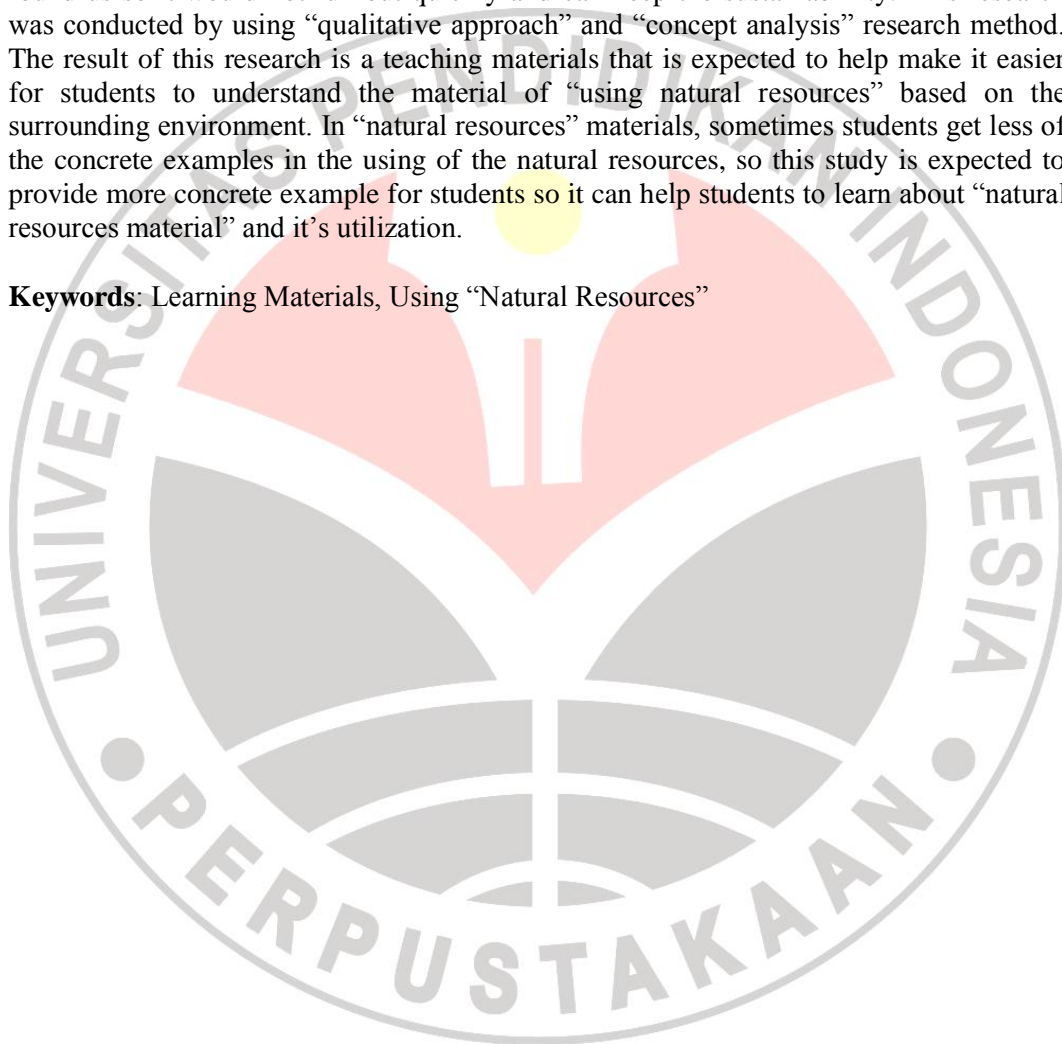 was conducted by using “qualitative approach” and “concept analysis” research method.
The result of this research is a teaching materials that is expected to help make it easier
for students to understand the material of “using natural resources” based on the
surrounding environment. In “natural resources” materials, sometimes students get less of
the concrete examples in the using of the natural resources, so this study is expected to
provide more concrete example for students so it can help students to learn about “natural
resources material” and it’s utilization.
Keywords: Learning Materials, Using “Natural Resources”
UNIVERSITAS PENDIDIKAN INDONESIA
PERPUSTAKAAN